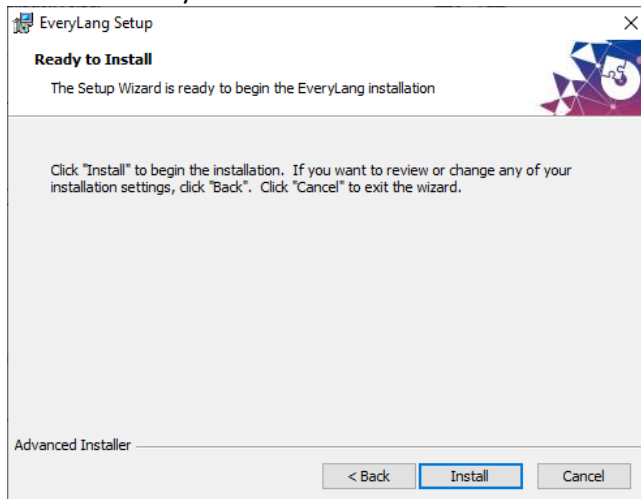 EveryLang Setup
Ready to Install
The Setup Wizard is ready to begin the EveryLang installation
Click "Install" to begin the installation. If you want to review or change any of your
installation settings, click "Back". Click "Cancel" to exit the wizard.
Advanced Installer
< Back
Install
Cancel